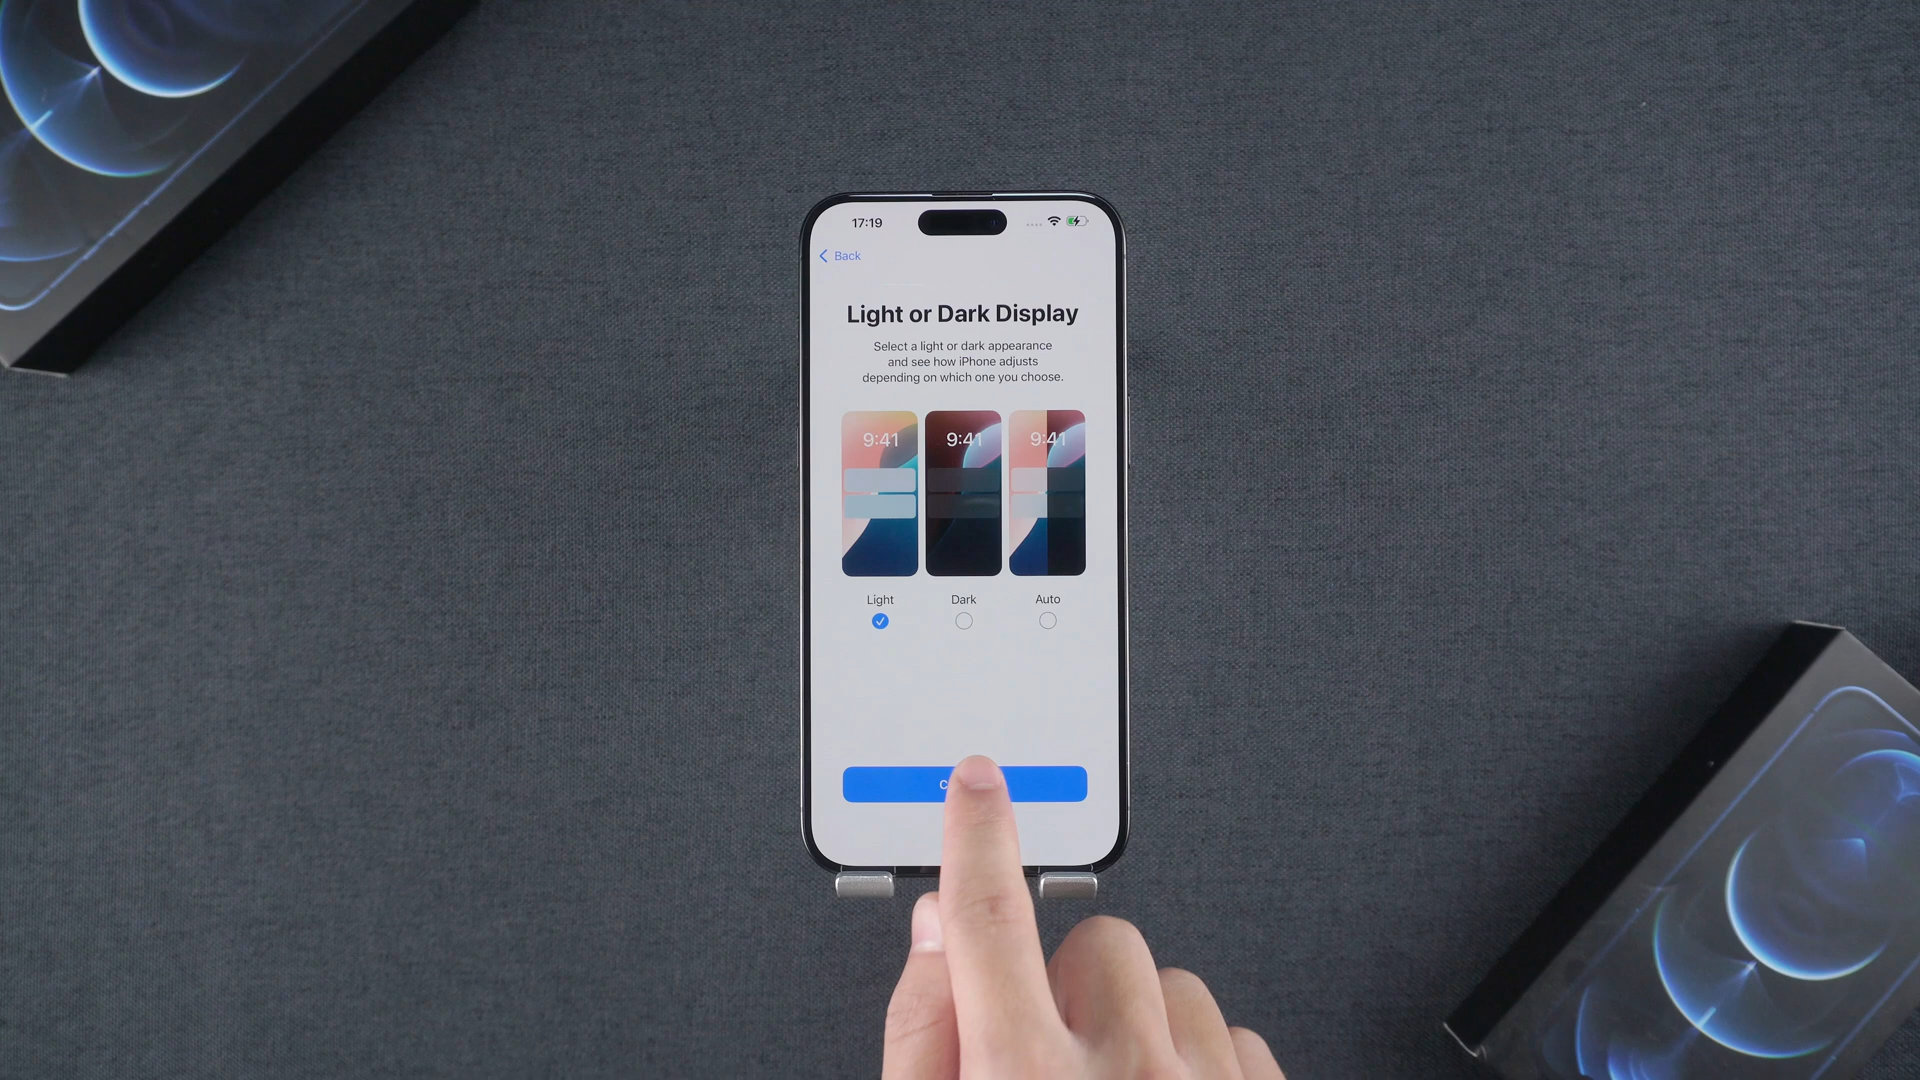 17:19
Back
Light or Dark Display
Select a light or dark appearance
and see how iPhone adjusts
depending on which one you choose.
9:41 9:41 9:41
Light Dark Auto